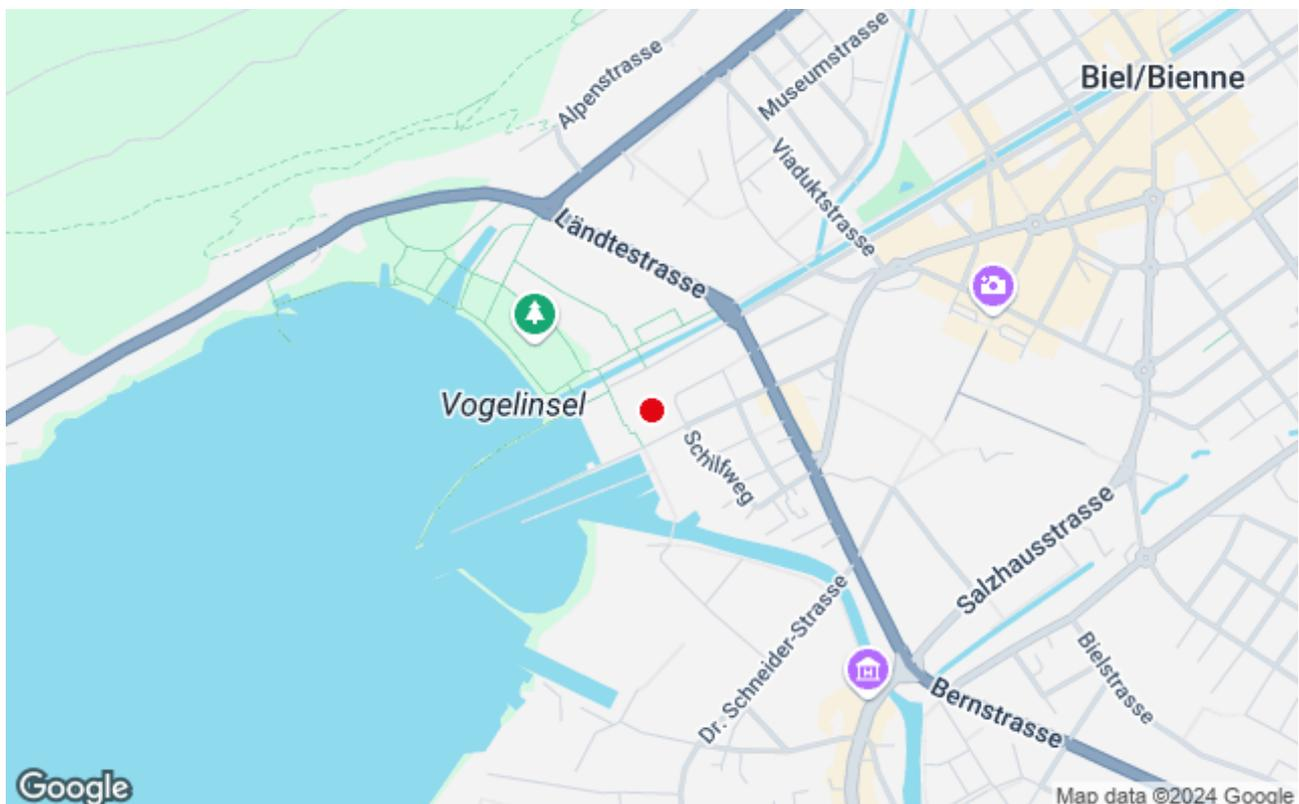 Alpenstrasse
Museumstrasse
Biel/Bienne
Viaduktstrasse
Ländtestrasse
Vogelinsel
Schilfweg
Salzhausstrasse
Dr. Schneider-Strasse
Bielstrasse
Bernstrasse
Google
Map data ©2024 Google